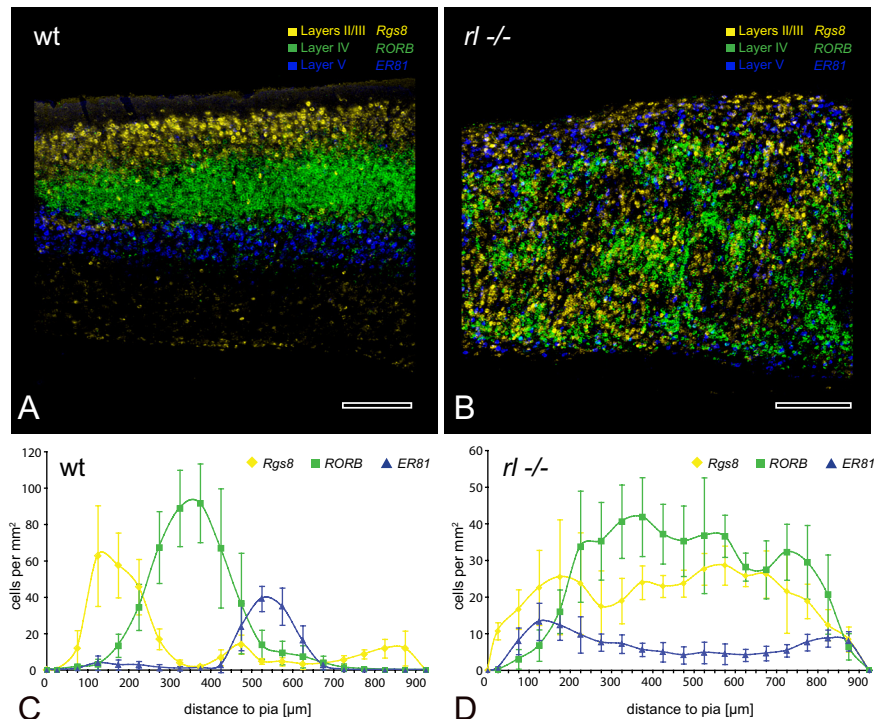 wt
Layers II/III Rgs8
Layer IV RORB
Layer V ER81
A
rl -/-
Layers II/III Rgs8
Layer IV RORB
Layer V ER81
B
wt
Rgs8 RORB ER81
120
100
80
60
40
20
0
cells per mm²
0 100 200 300 400 500 600 700 800 900
distance to pia [µm]
C
rl -/-
Rgs8 RORB ER81
60
50
40
30
20
10
0
cells per mm²
0 100 200 300 400 500 600 700 800 900
distance to pia [µm]
D